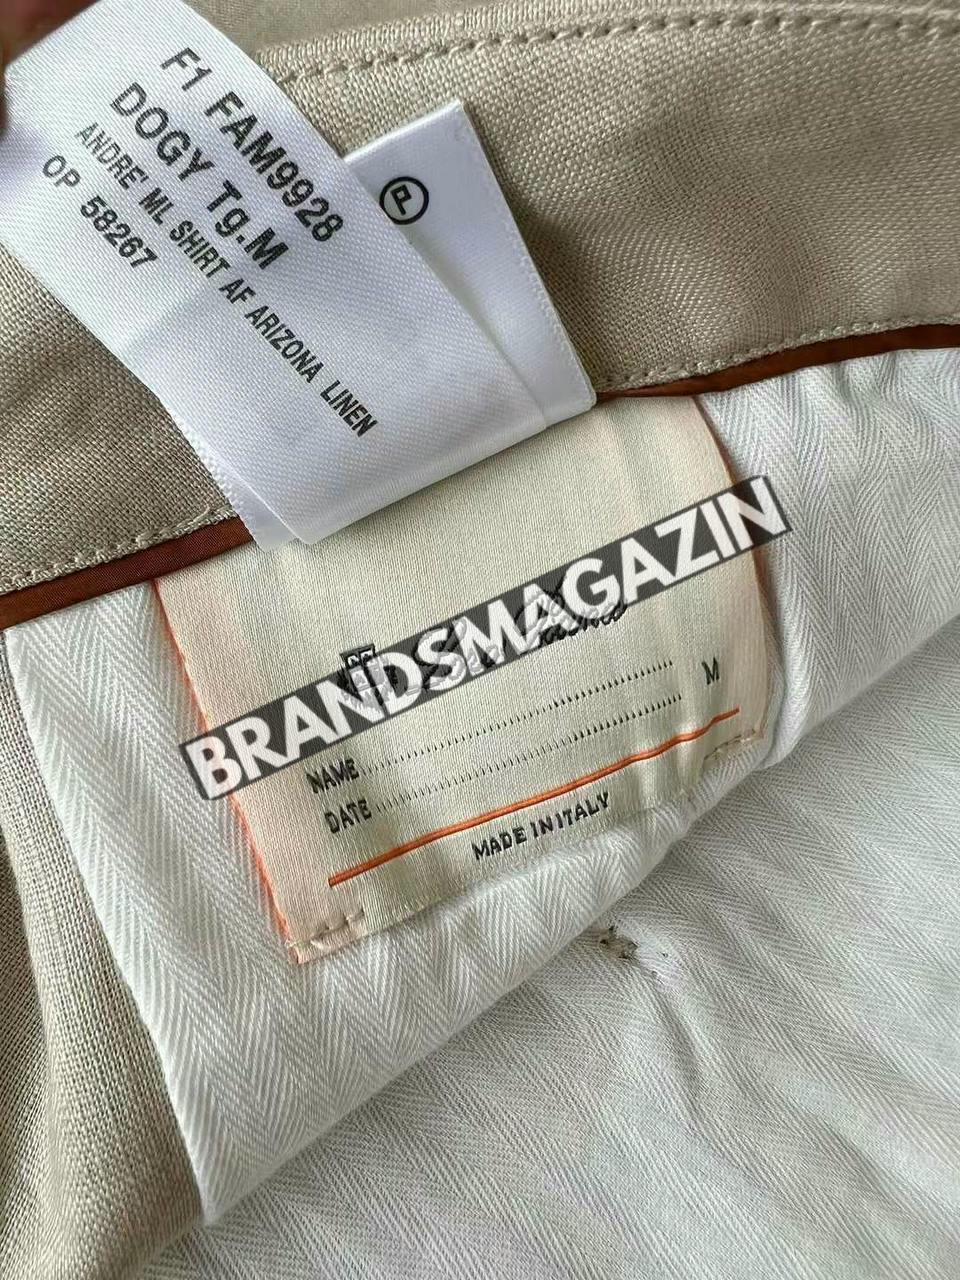 F1 FAM9928
DOGY Tg.M
ANDRE' ML SHIRT AF ARIZONA LINEN
OP 58267
P
BRANDSMAGAZIN
M
NAME
DATE
MADE IN ITALY